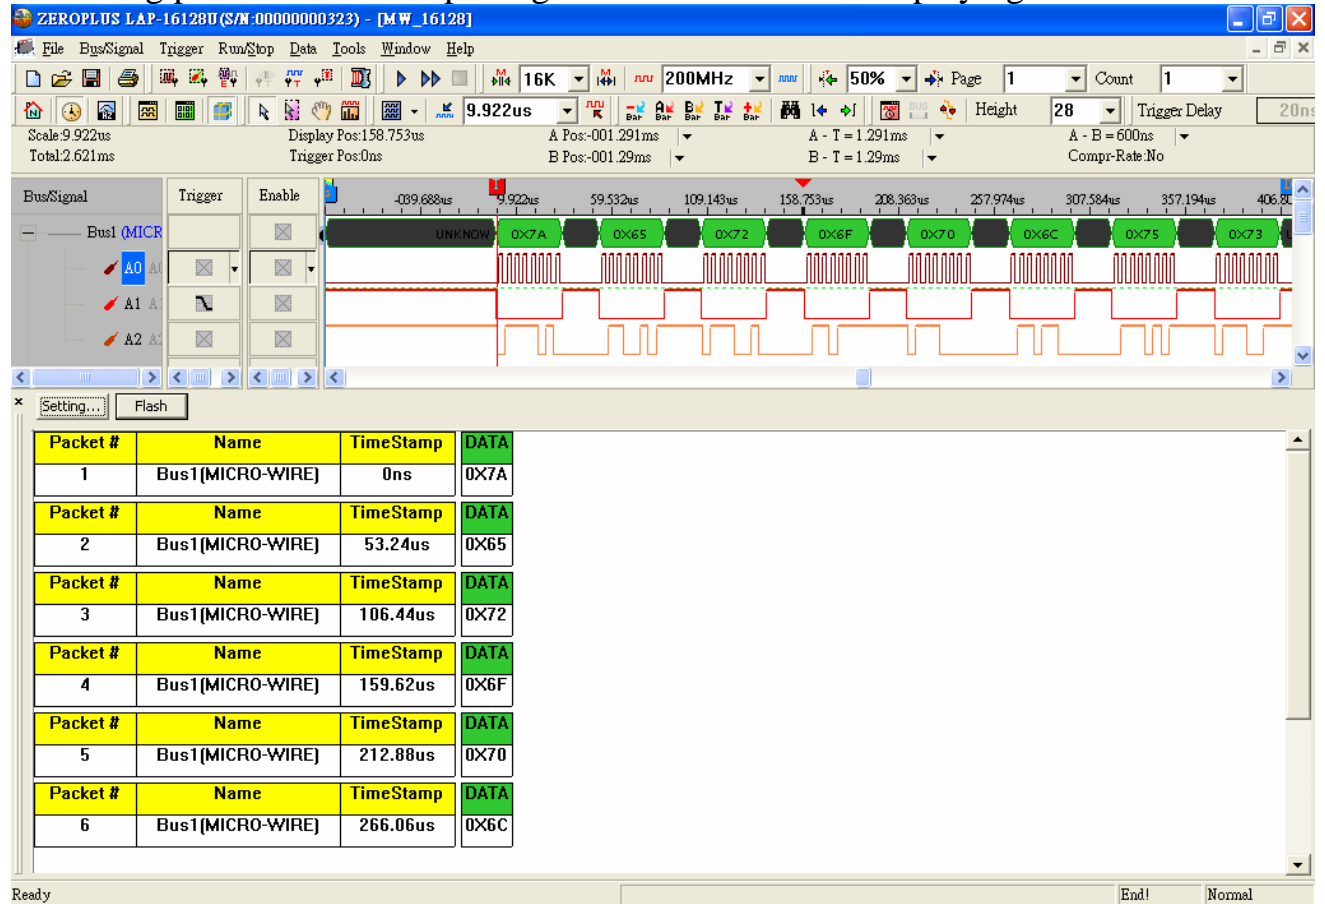 ZEROPLUS LAP-16128U(S/N:00000000323) - [MW_16128]
File Bus/Signal Trigger Run/Stop Data Tools Window Help
16K 200MHz 50% Page 1 Count 1
9.922us Bar Bar Bar Bar Bar BUS Height 28 Trigger Delay 20ns
Scale:9.922us Display Pos:158.753us A Pos:-001.291ms A - T = 1.291ms A - B = 600ns
Total:2.621ms Trigger Pos:0ns B Pos:-001.29ms B - T = 1.29ms Compr-Rate:No
Bus/Signal Trigger Enable -039.688us 9.922us 59.532us 109.143us 158.753us 208.363us 257.974us 307.584us 357.194us
Bus1 (MICR UNKNOW 0X7A 0X65 0X72 0X6F 0X70 0X6C 0X75 0X73
A0
A1
A2
Setting... Flash
Packet # Name TimeStamp DATA
1 Bus1(MICRO-WIRE) 0ns 0X7A
Packet # Name TimeStamp DATA
2 Bus1(MICRO-WIRE) 53.24us 0X65
Packet # Name TimeStamp DATA
3 Bus1(MICRO-WIRE) 106.44us 0X72
Packet # Name TimeStamp DATA
4 Bus1(MICRO-WIRE) 159.62us 0X6F
Packet # Name TimeStamp DATA
5 Bus1(MICRO-WIRE) 212.88us 0X70
Packet # Name TimeStamp DATA
6 Bus1(MICRO-WIRE) 266.06us 0X6C
Ready End! Normal